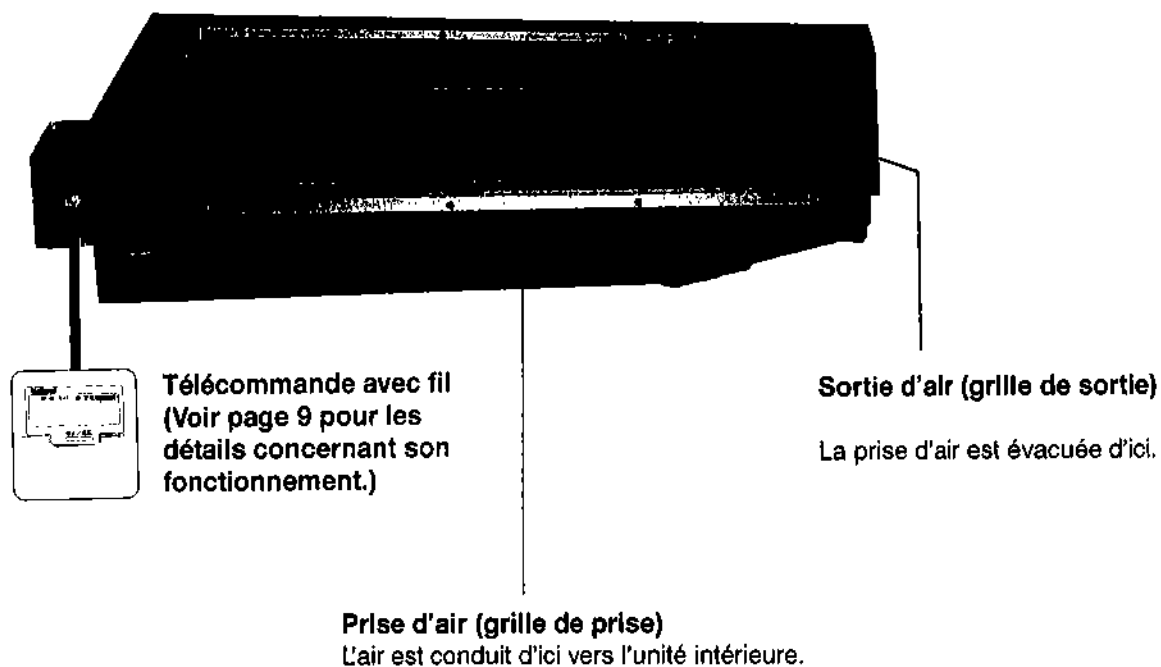 Télécommande avec fil
(Voir page 9 pour les
détails concernant son
fonctionnement.)
Sortie d'air (grille de sortie)
La prise d'air est évacuée d'ici.
Prise d'air (grille de prise)
L'air est conduit d'ici vers l'unité intérieure.